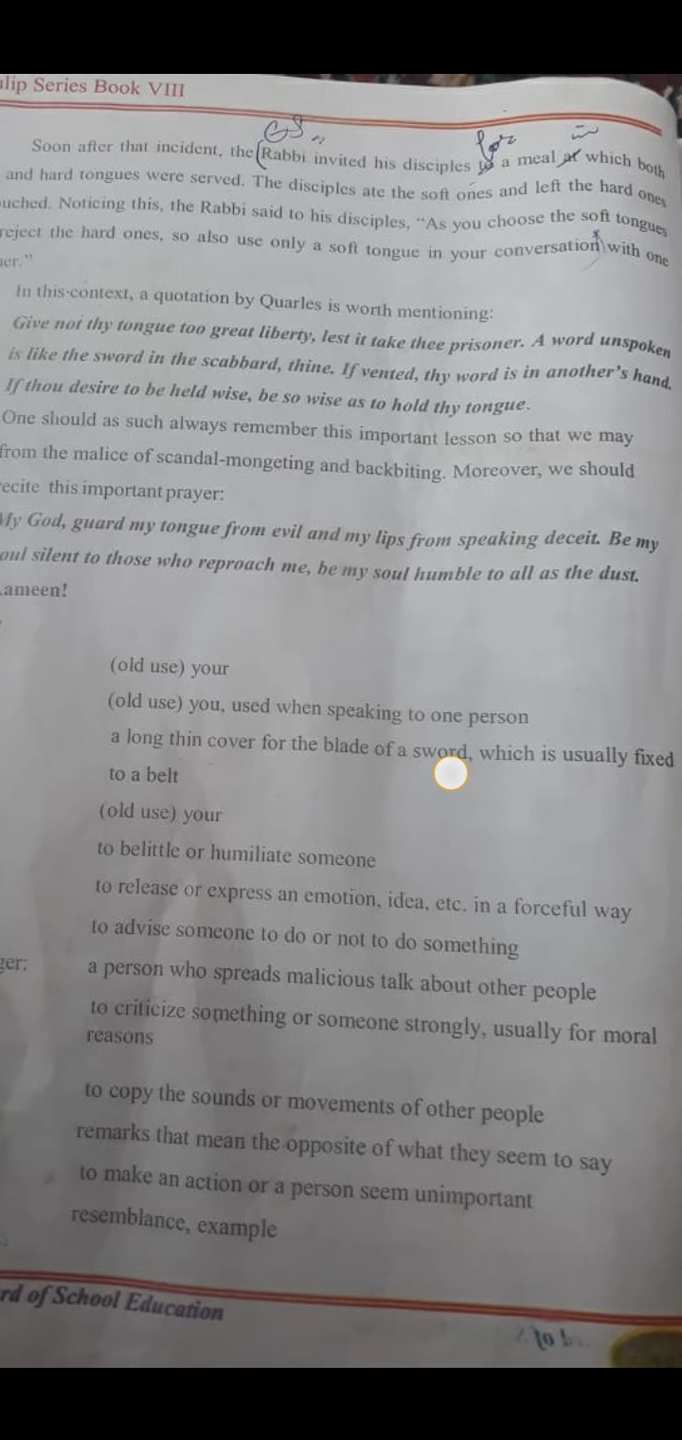 lip Series Book VIII
Soon after that incident, the Rabbi invited his disciples for a meal in which both
and hard tongues were served. The disciples ate the soft ones and left the hard ones
ouched. Noticing this, the Rabbi said to his disciples, "As you choose the soft tongues
reject the hard ones, so also use only a soft tongue in your conversation with one
er."
In this context, a quotation by Quarles is worth mentioning:
Give not thy tongue too great liberty, lest it take thee prisoner. A word unspoken
is like the sword in the scabbard, thine. If vented, thy word is in another's hand.
If thou desire to be held wise, be so wise as to hold thy tongue.
One should as such always remember this important lesson so that we may
from the malice of scandal-mongeting and backbiting. Moreover, we should
ecite this important prayer:
My God, guard my tongue from evil and my lips from speaking deceit. Be my
oul silent to those who reproach me, be my soul humble to all as the dust.
ameen!
(old use) your
(old use) you, used when speaking to one person
a long thin cover for the blade of a sword, which is usually fixed
to a belt
(old use) your
to belittle or humiliate someone
to release or express an emotion, idea, etc. in a forceful way
to advise someone to do or not to do something
ger: a person who spreads malicious talk about other people
to criticize something or someone strongly, usually for moral
reasons
to copy the sounds or movements of other people
remarks that mean the opposite of what they seem to say
to make an action or a person seem unimportant
resemblance, example
rd of School Education